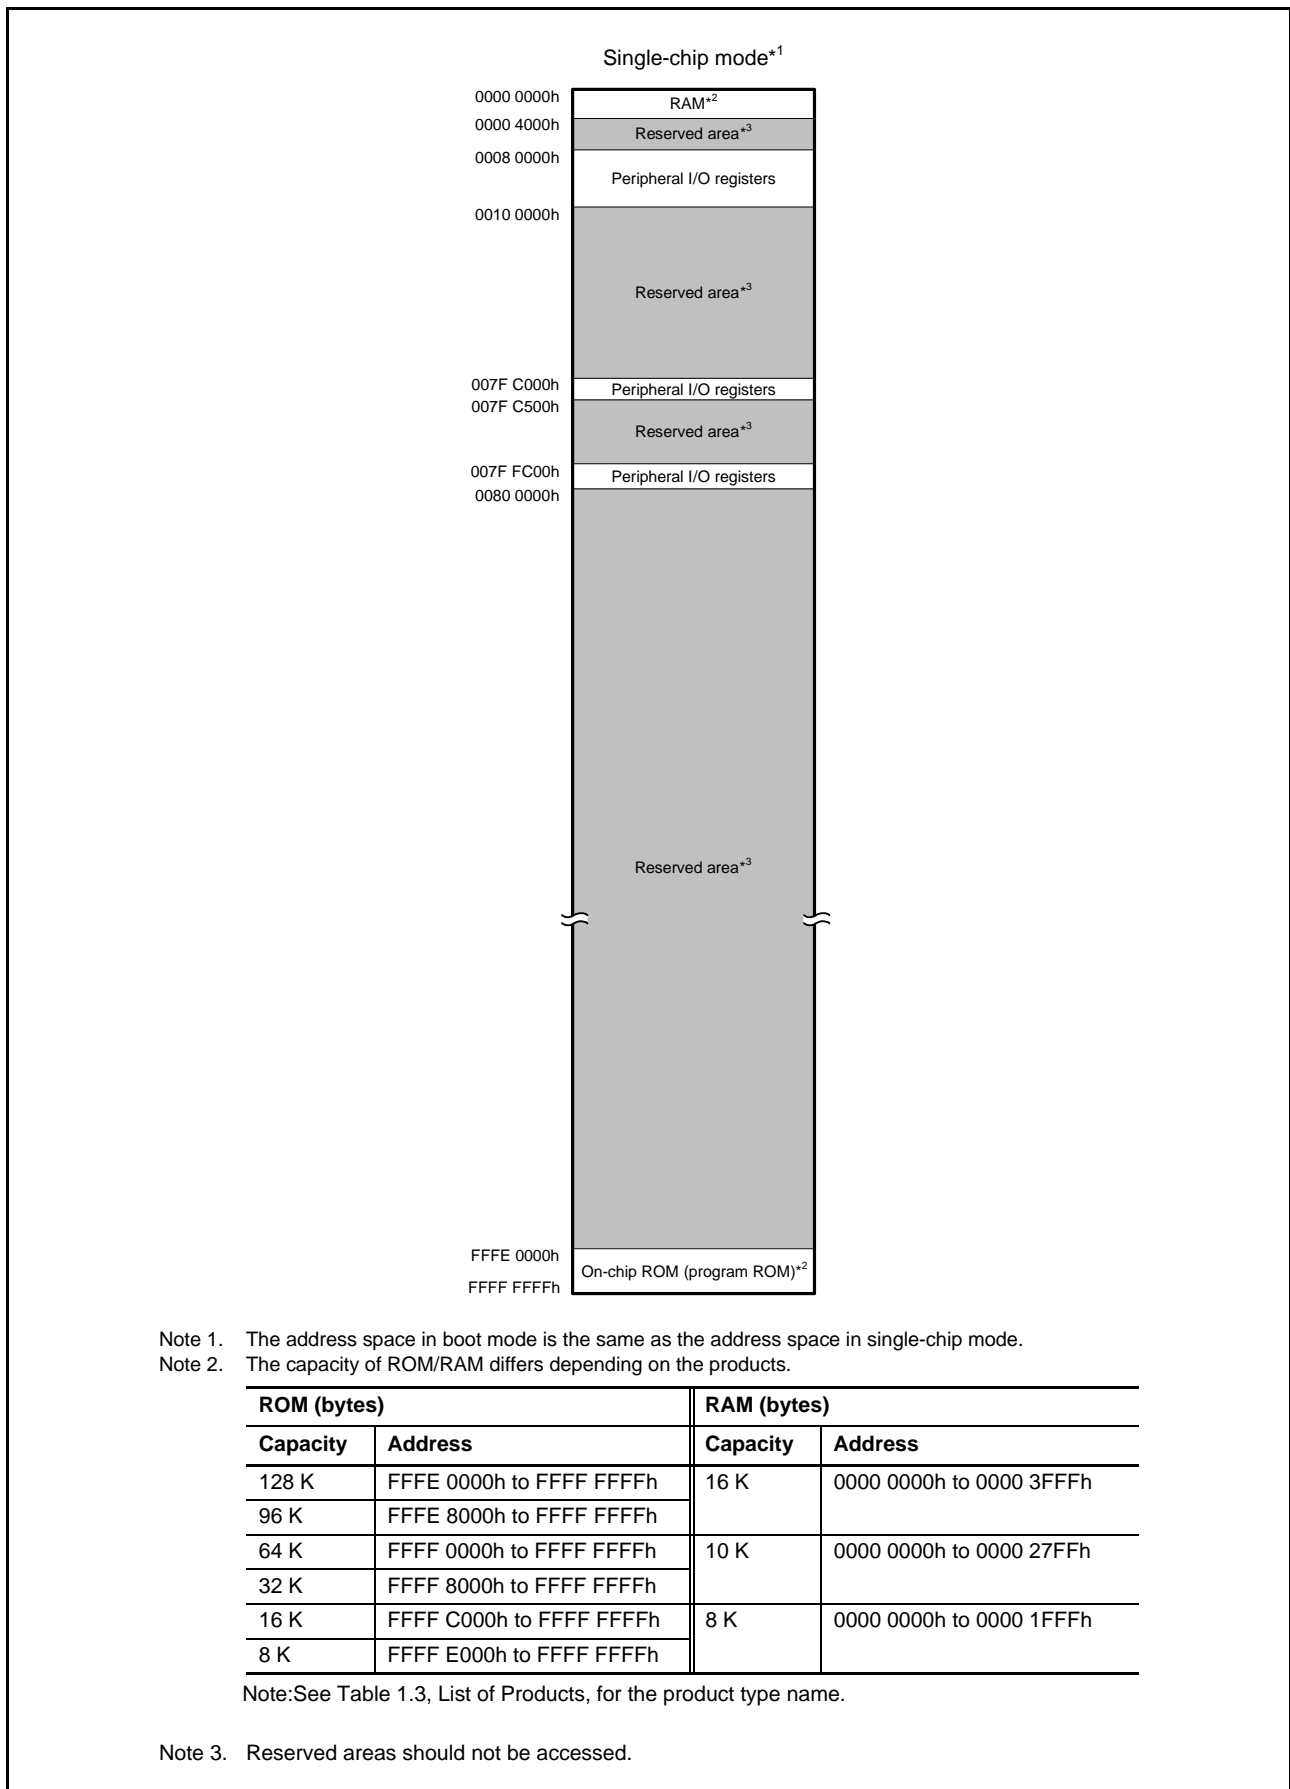 Single-chip mode*1
0000 0000h
RAM*2
0000 4000h
Reserved area*3
0008 0000h
Peripheral I/O registers
0010 0000h
Reserved area*3
007F C000h
Peripheral I/O registers
007F C500h
Reserved area*3
007F FC00h
Peripheral I/O registers
0080 0000h
Reserved area*3
FFFE 0000h
On-chip ROM (program ROM)*2
FFFF FFFFh
Note 1. The address space in boot mode is the same as the address space in single-chip mode.
Note 2. The capacity of ROM/RAM differs depending on the products.
ROM (bytes) RAM (bytes)
Capacity Address Capacity Address
128 K FFFE 0000h to FFFF FFFFh 16 K 0000 0000h to 0000 3FFFh
96 K FFFE 8000h to FFFF FFFFh
64 K FFFF 0000h to FFFF FFFFh 10 K 0000 0000h to 0000 27FFh
32 K FFFF 8000h to FFFF FFFFh
16 K FFFF C000h to FFFF FFFFh 8 K 0000 0000h to 0000 1FFFh
8 K FFFF E000h to FFFF FFFFh
Note:See Table 1.3, List of Products, for the product type name.
Note 3. Reserved areas should not be accessed.